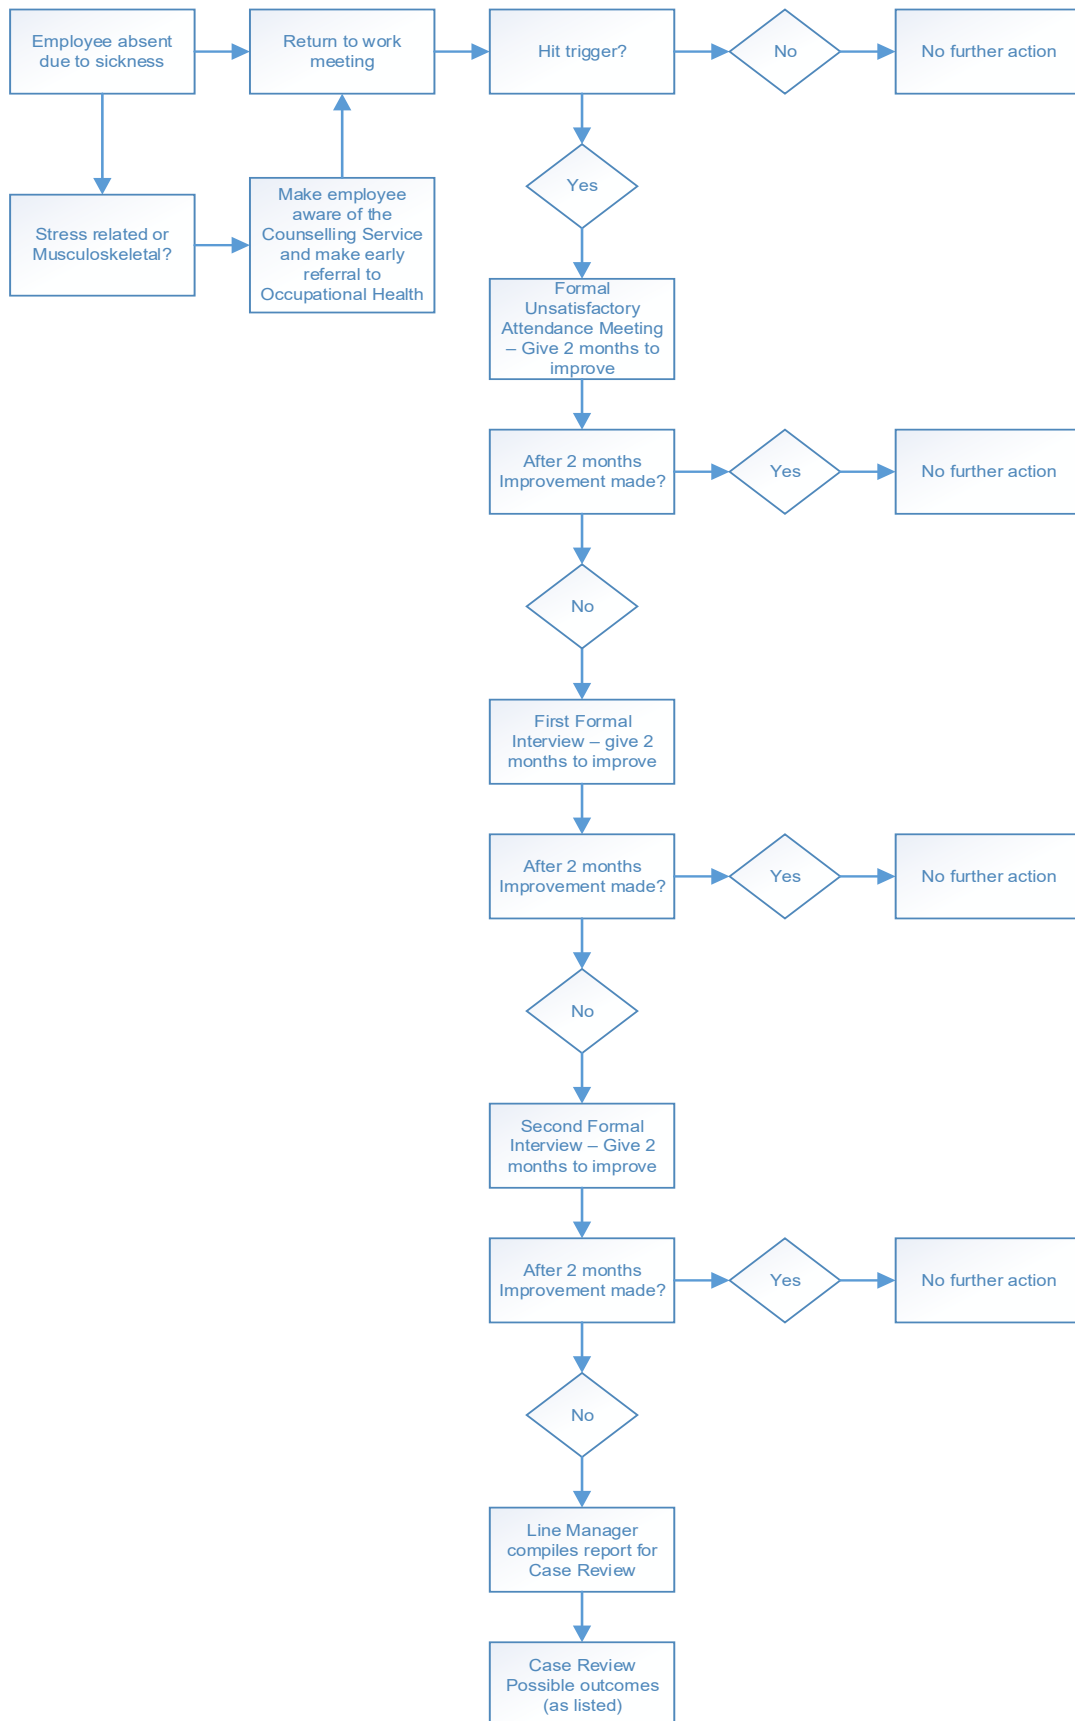 Employee absent
due to sickness
Return to work
meeting
Hit trigger?
No
No further action
Yes
Stress related or
Musculoskeletal?
Make employee
aware of the
Counselling Service
and make early
referral to
Occupational Health
Formal
Unsatisfactory
Attendance Meeting
– Give 2 months to
improve
After 2 months
Improvement made?
Yes
No further action
No
First Formal
Interview – give 2
months to improve
After 2 months
Improvement made?
Yes
No further action
No
Second Formal
Interview – Give 2
months to improve
After 2 months
Improvement made?
Yes
No further action
No
Line Manager
compiles report for
Case Review
Case Review
Possible outcomes
(as listed)